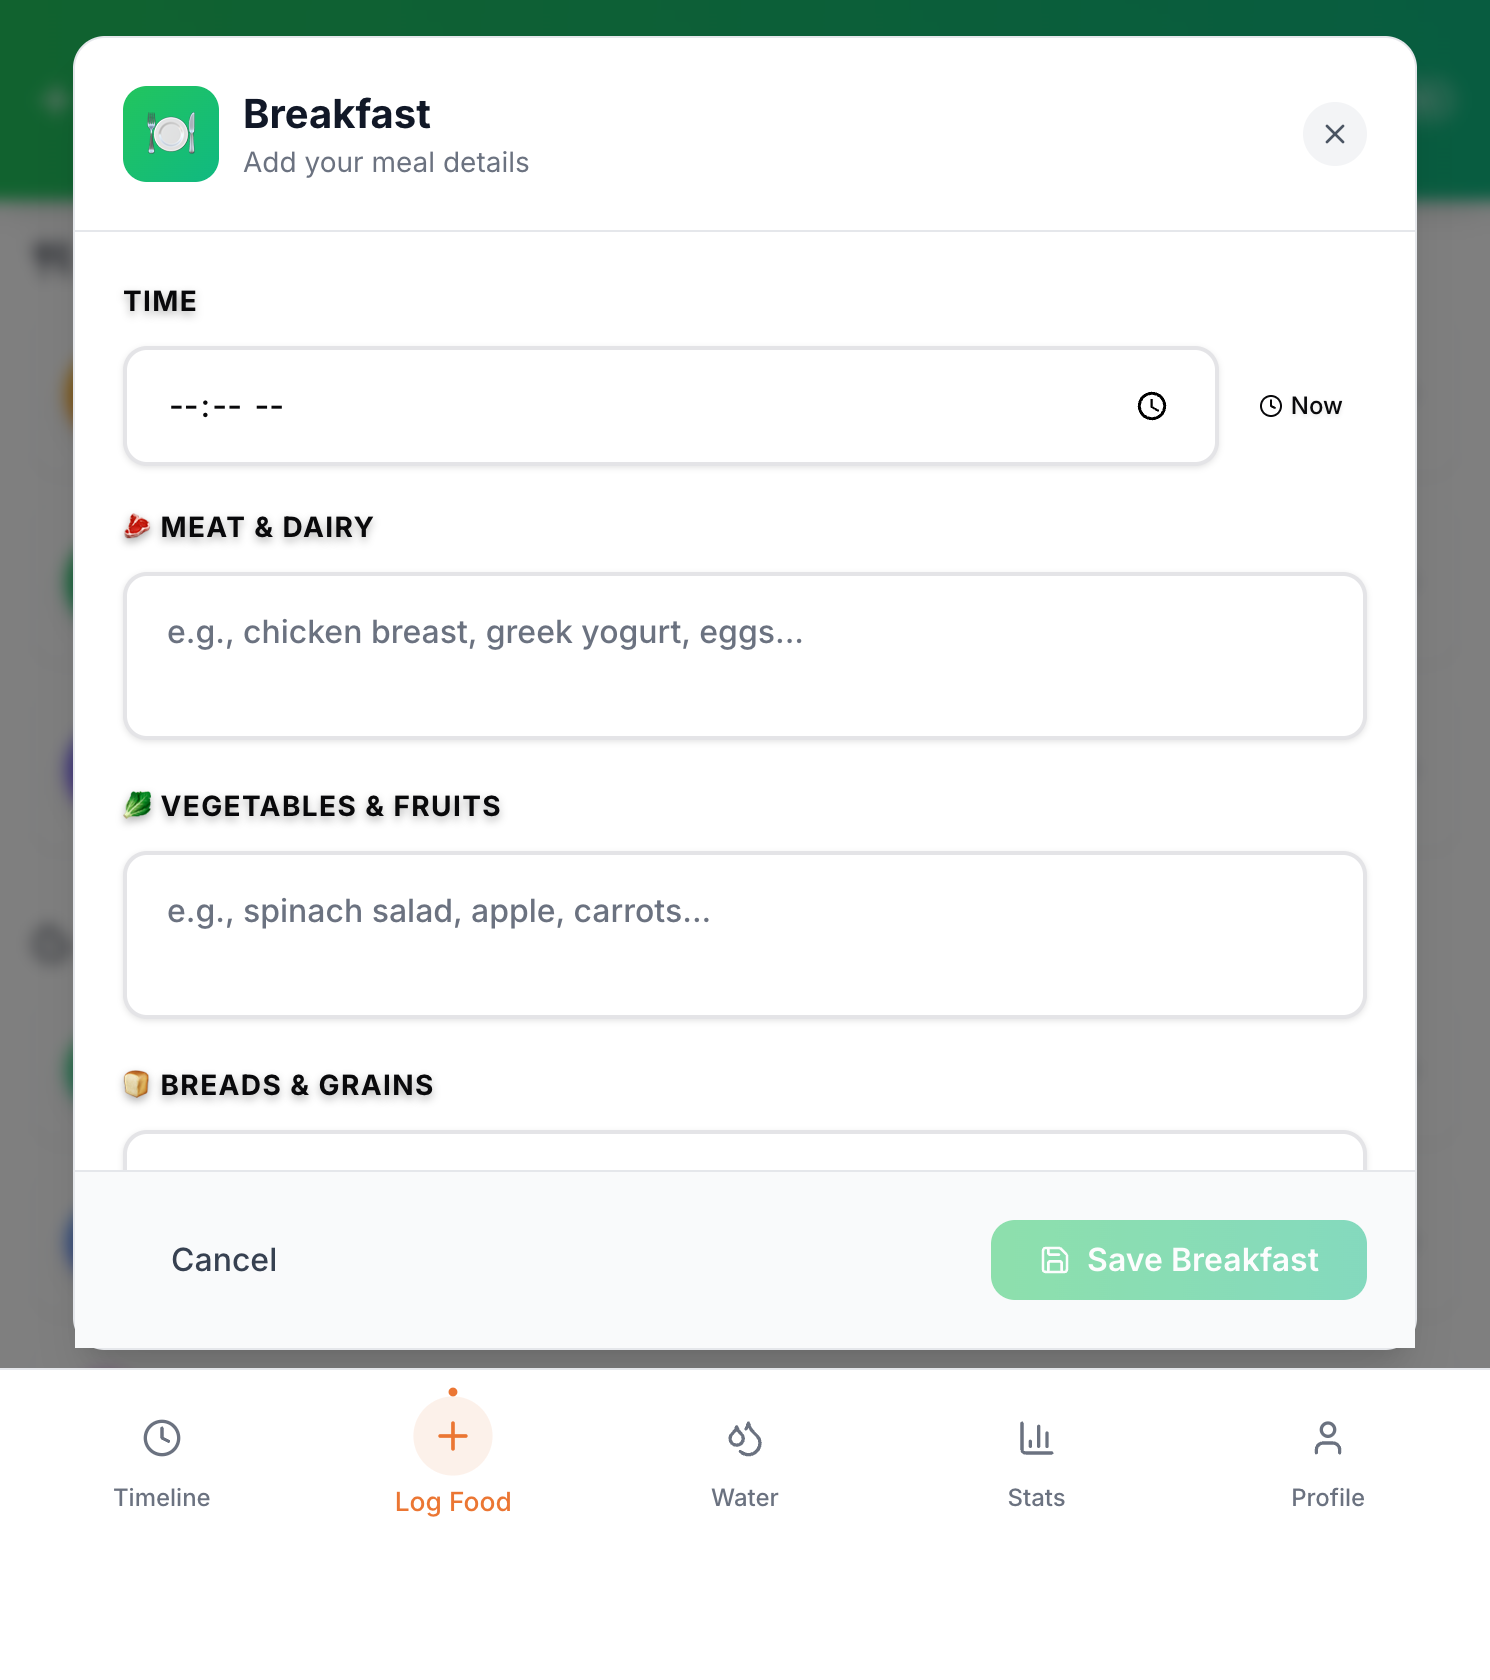 Breakfast
Add your meal details
TIME
--:-- --
Now
MEAT & DAIRY
e.g., chicken breast, greek yogurt, eggs...
VEGETABLES & FRUITS
e.g., spinach salad, apple, carrots...
BREADS & GRAINS
Cancel
Save Breakfast
Timeline
Log Food
Water
Stats
Profile